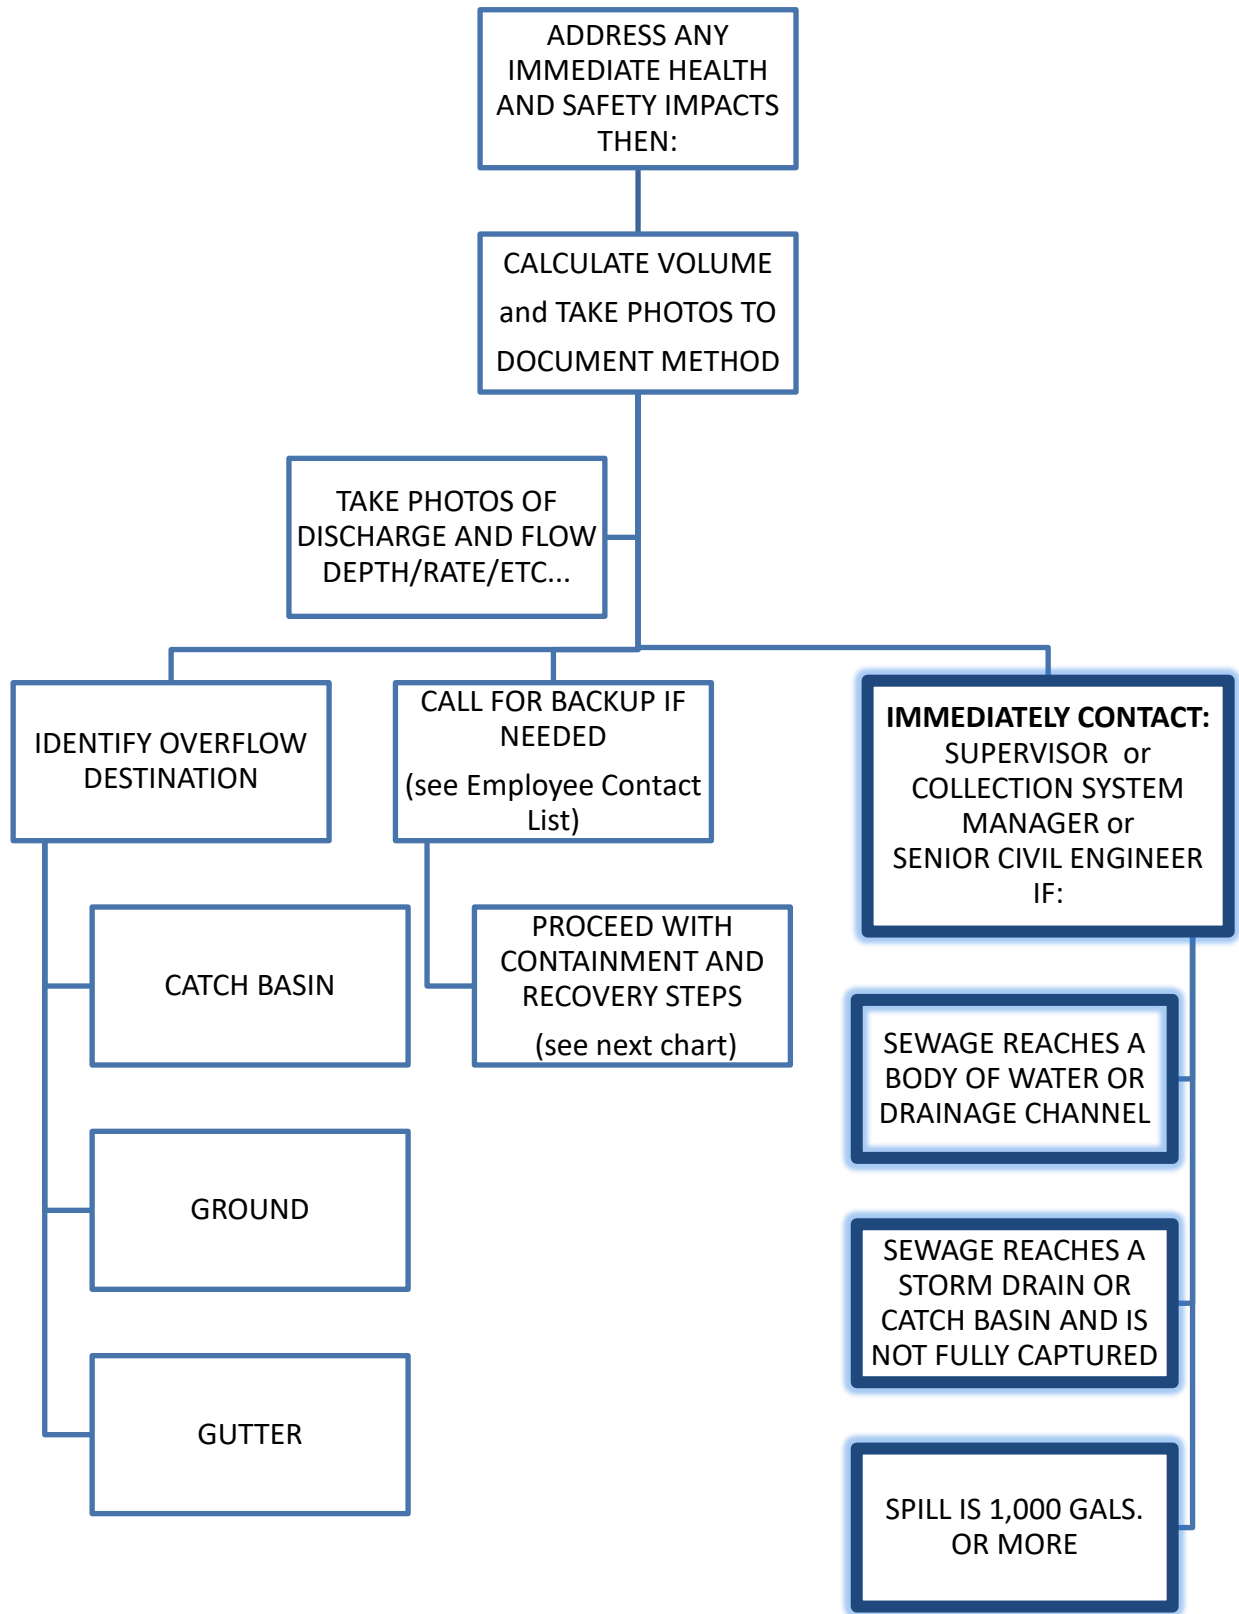 ADDRESS ANY
IMMEDIATE HEALTH
AND SAFETY IMPACTS
THEN:
CALCULATE VOLUME
and TAKE PHOTOS TO
DOCUMENT METHOD
TAKE PHOTOS OF
DISCHARGE AND FLOW
DEPTH/RATE/ETC...
IDENTIFY OVERFLOW
DESTINATION
CATCH BASIN
GROUND
GUTTER
CALL FOR BACKUP IF
NEEDED
(see Employee Contact
List)
PROCEED WITH
CONTAINMENT AND
RECOVERY STEPS
(see next chart)
IMMEDIATELY CONTACT:
SUPERVISOR or
COLLECTION SYSTEM
MANAGER or
SENIOR CIVIL ENGINEER
IF:
SEWAGE REACHES A
BODY OF WATER OR
DRAINAGE CHANNEL
SEWAGE REACHES A
STORM DRAIN OR
CATCH BASIN AND IS
NOT FULLY CAPTURED
SPILL IS 1,000 GALS.
OR MORE